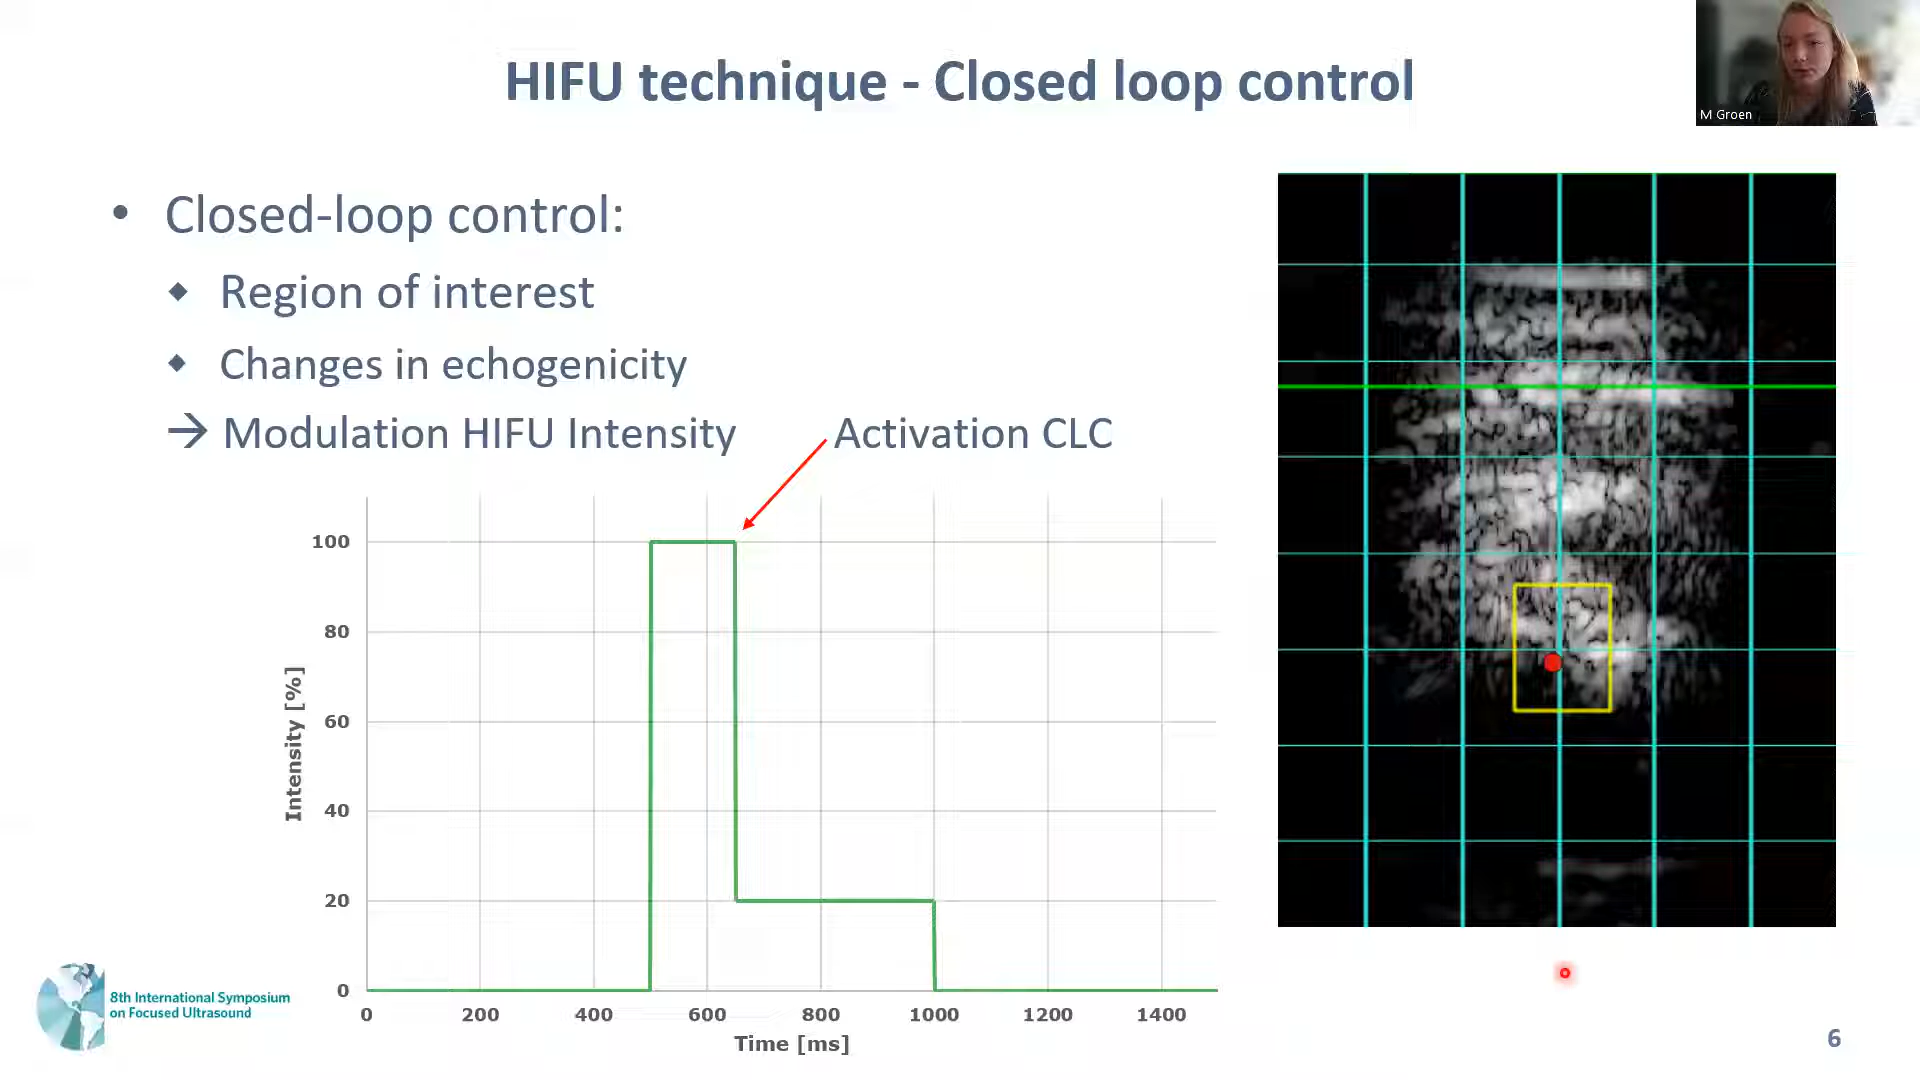 HIFU technique - Closed loop control
M Groen
• Closed-loop control:
◆ Region of interest
◆ Changes in echogenicity
→ Modulation HIFU Intensity
Activation CLC
100
80
60
40
20
0
Intensity [%]
0 200 400 600 800 1000 1200 1400
Time [ms]
8th International Symposium
on Focused Ultrasound
6